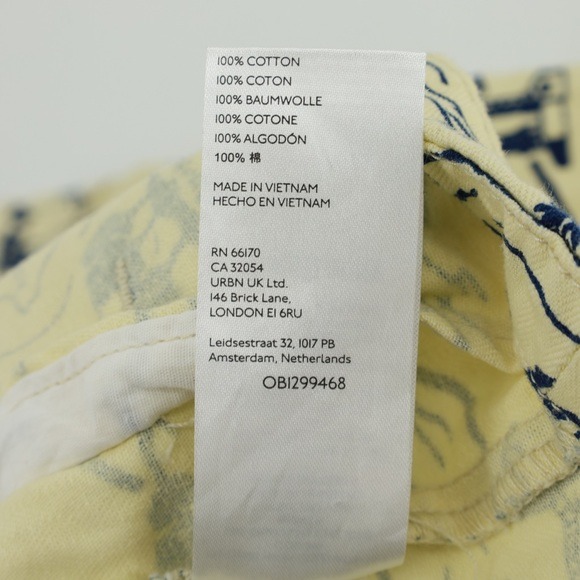 100% COTTON
100% COTON
100% BAUMWOLLE
100% COTONE
100% ALGODÓN
100% 棉
MADE IN VIETNAM
HECHO EN VIETNAM
RN 66170
CA 32054
URBN UK Ltd.
146 Brick Lane,
LONDON E1 6RU
Leidsestraat 32, 1017 PB
Amsterdam, Netherlands
OB1299468